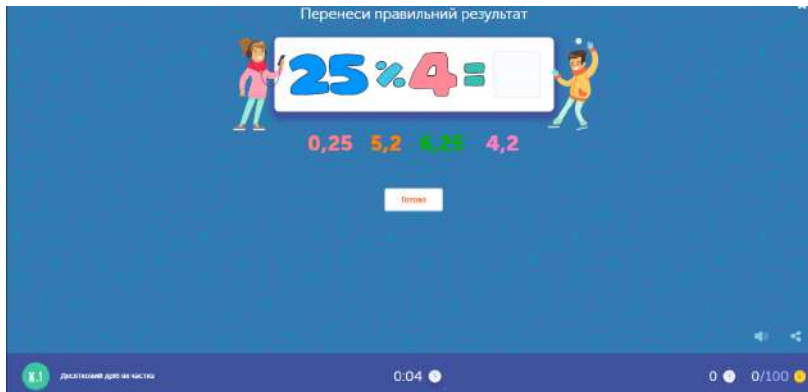 Перенеси правильний результат
25%4=
0,25 5,2 6,25 4,2
Готово
Х.!
Десятковий дріб як частка
0:04
0
0/100